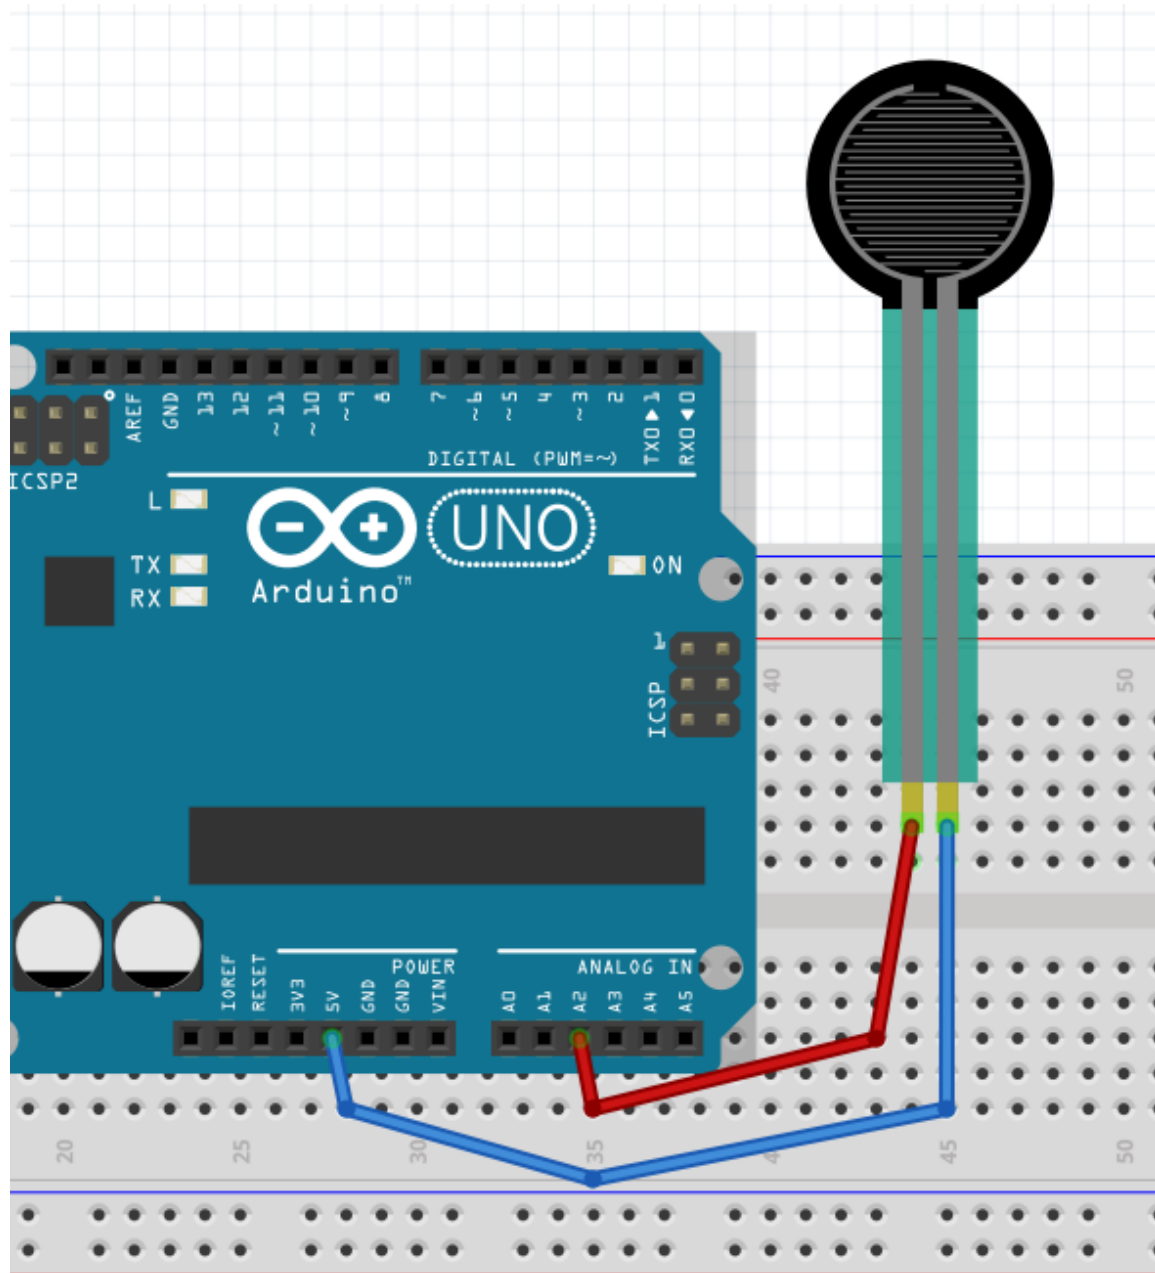 AREF
GND
13
12
~11
~10
~9
8
7
~6
~5
4
~3
2
TX0▶1
RX0◀0
DIGITAL (PWM=~)
ICSP2
L
TX
RX
UNO
Arduino™
ON
1
ICSP
40
50
IOREF
RESET
3V3
5V
GND
GND
VIN
POWER
ANALOG IN
A0
A1
A2
A3
A4
A5
20
25
30
35
40
45
50